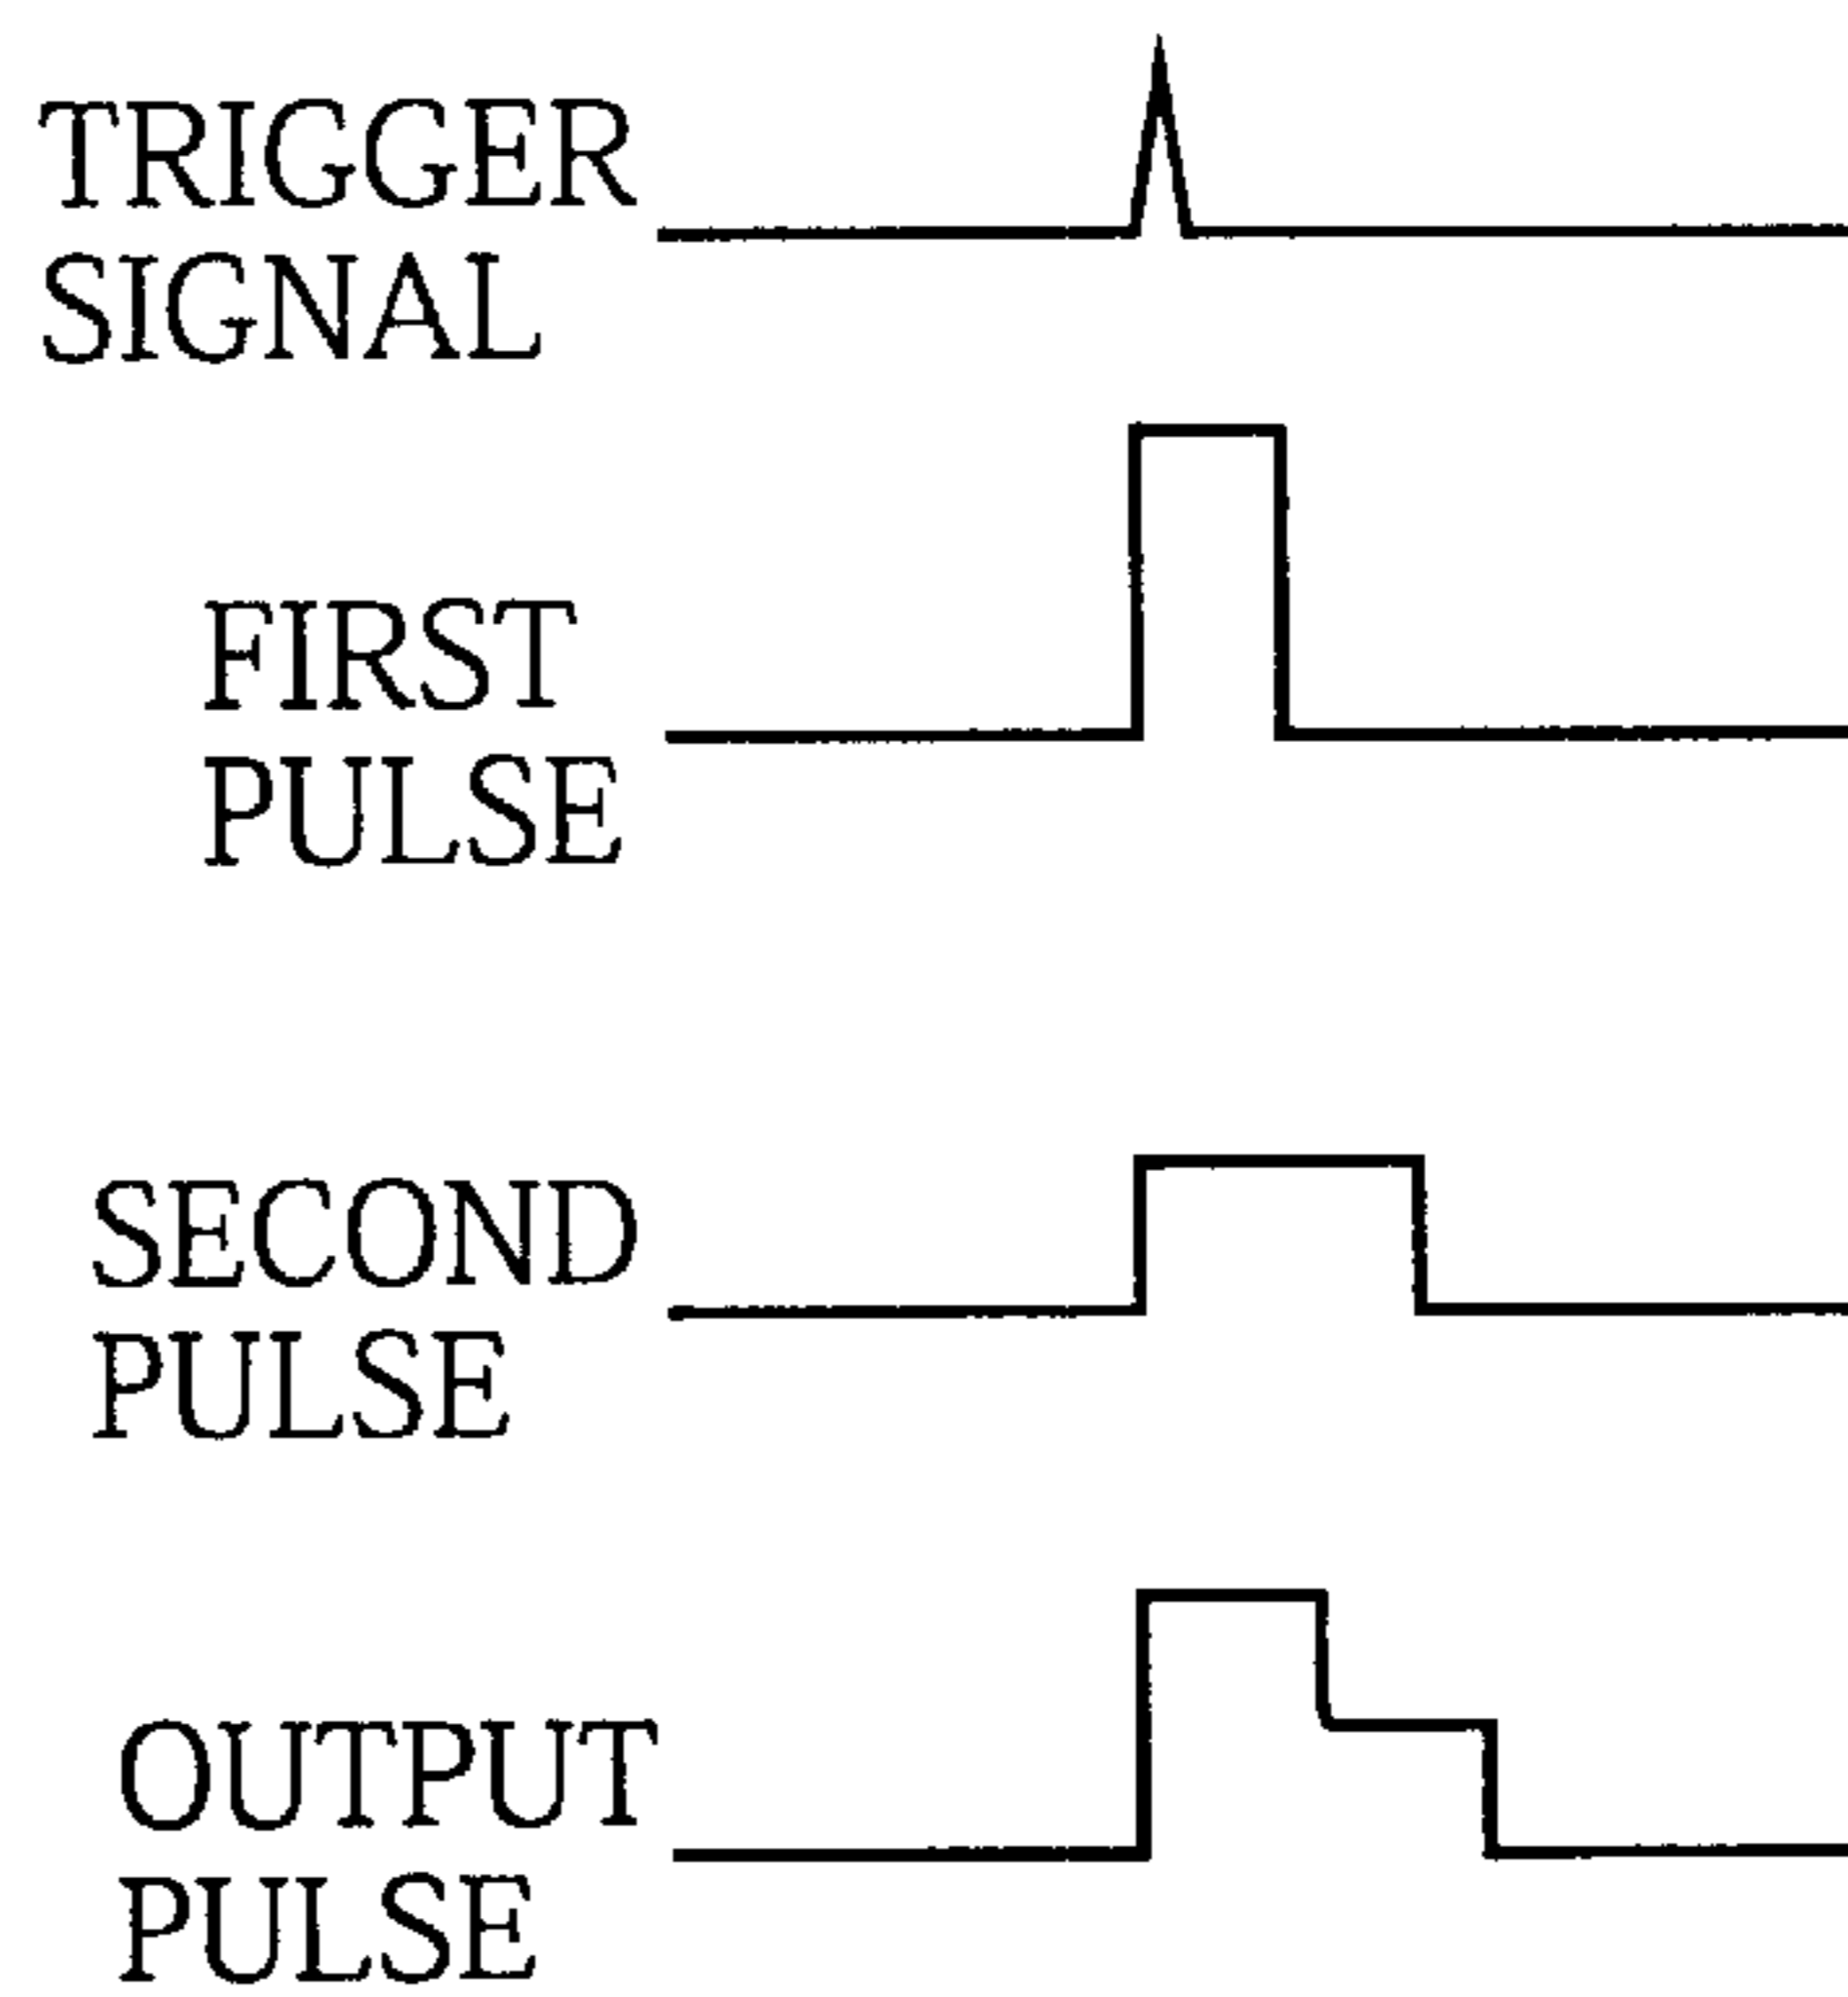 TRIGGER
SIGNAL
FIRST
PULSE
SECOND
PULSE
OUTPUT
PULSE